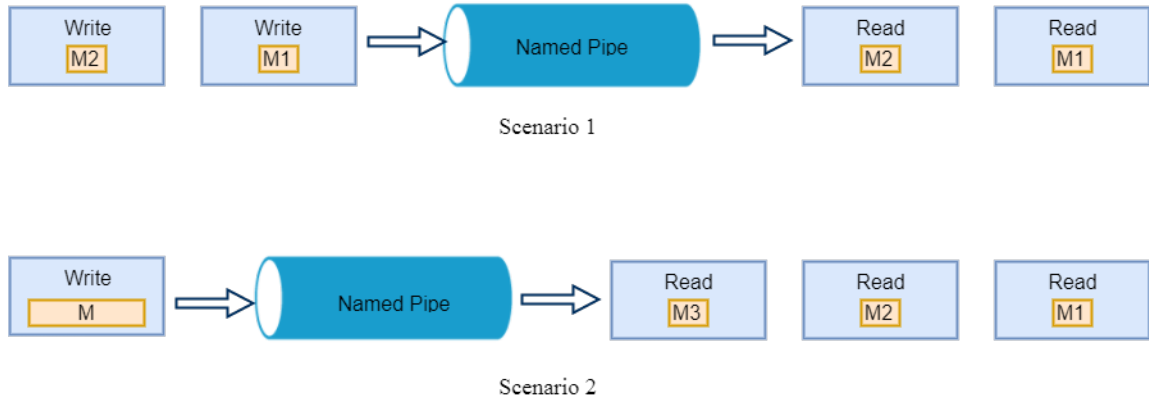 Write
M2
Write
M1
Named Pipe
Read
M2
Read
M1
Scenario 1
Write
M
Named Pipe
Read
M3
Read
M2
Read
M1
Scenario 2